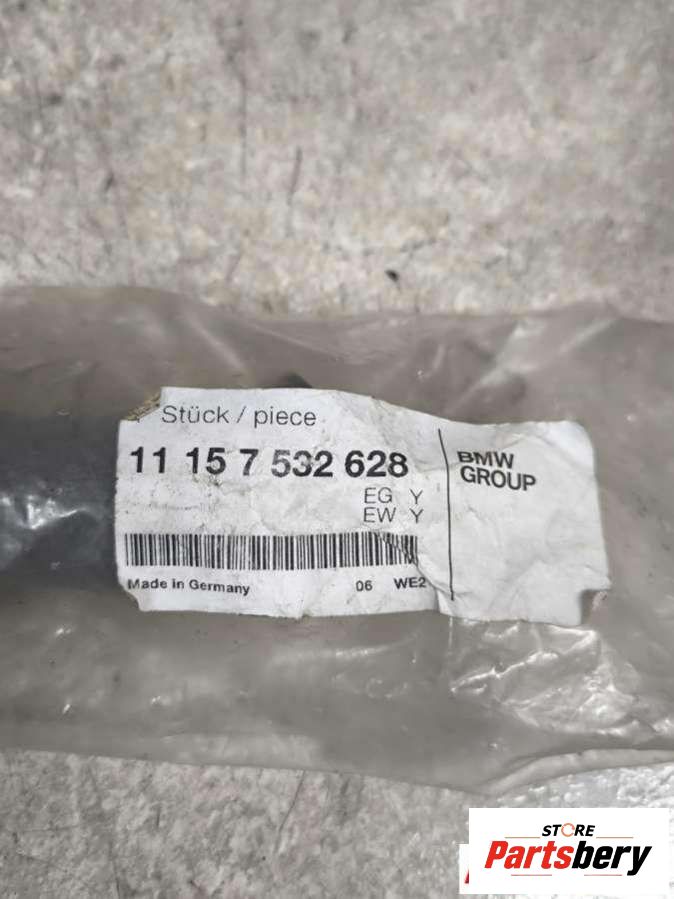 Stück / piece
11 15 7 532 628
EG Y
EW Y
Made in Germany 06 WE2
BMW
GROUP
STORE
Partsbery